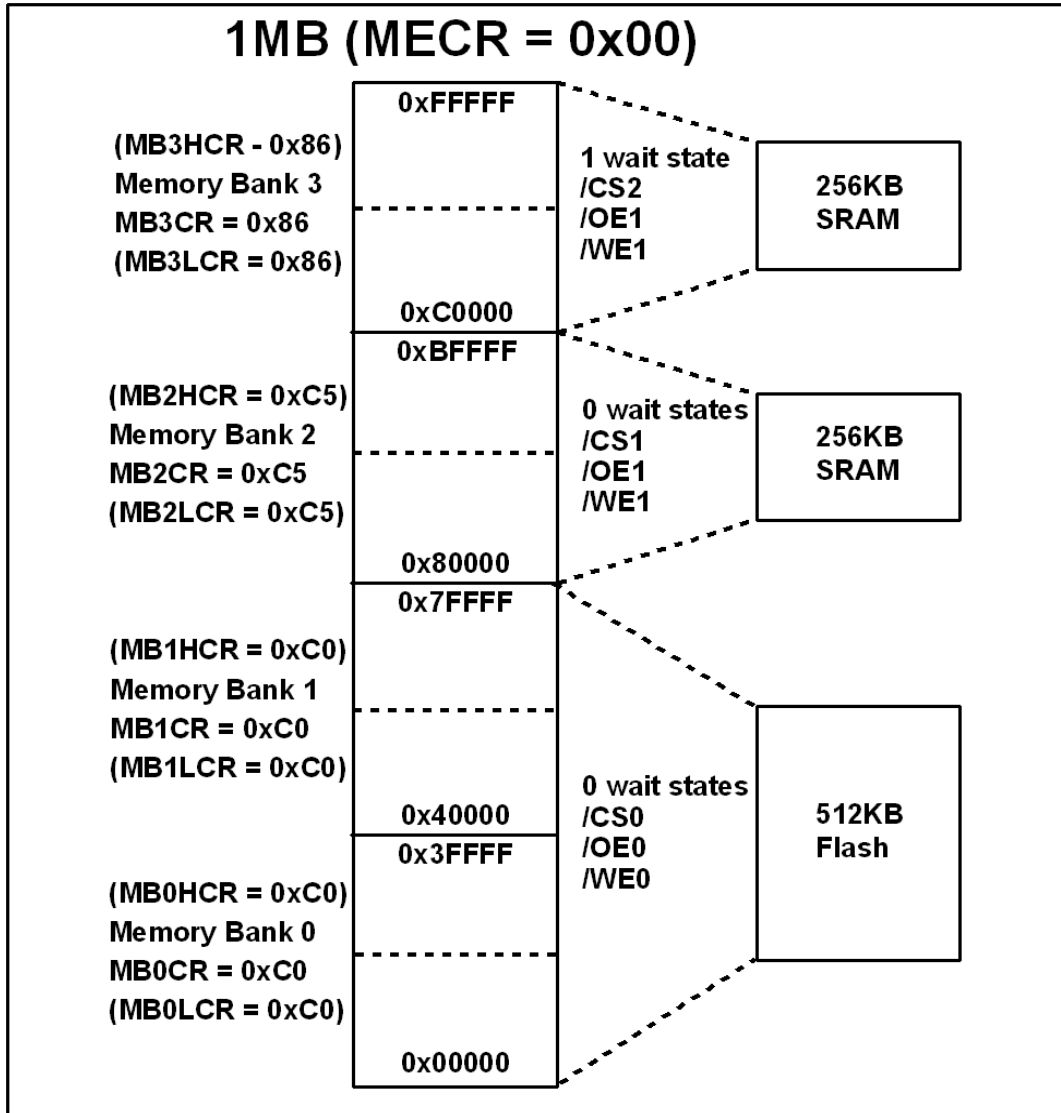 1MB (MECR = 0x00)
0xFFFFF
(MB3HCR - 0x86)
Memory Bank 3
MB3CR = 0x86
(MB3LCR = 0x86)
1 wait state
/CS2
/OE1
/WE1
256KB
SRAM
0xC0000
0xBFFFF
(MB2HCR = 0xC5)
Memory Bank 2
MB2CR = 0xC5
(MB2LCR = 0xC5)
0 wait states
/CS1
/OE1
/WE1
256KB
SRAM
0x80000
0x7FFFF
(MB1HCR = 0xC0)
Memory Bank 1
MB1CR = 0xC0
(MB1LCR = 0xC0)
0 wait states
/CS0
/OE0
/WE0
512KB
Flash
0x40000
0x3FFFF
(MB0HCR = 0xC0)
Memory Bank 0
MB0CR = 0xC0
(MB0LCR = 0xC0)
0x00000